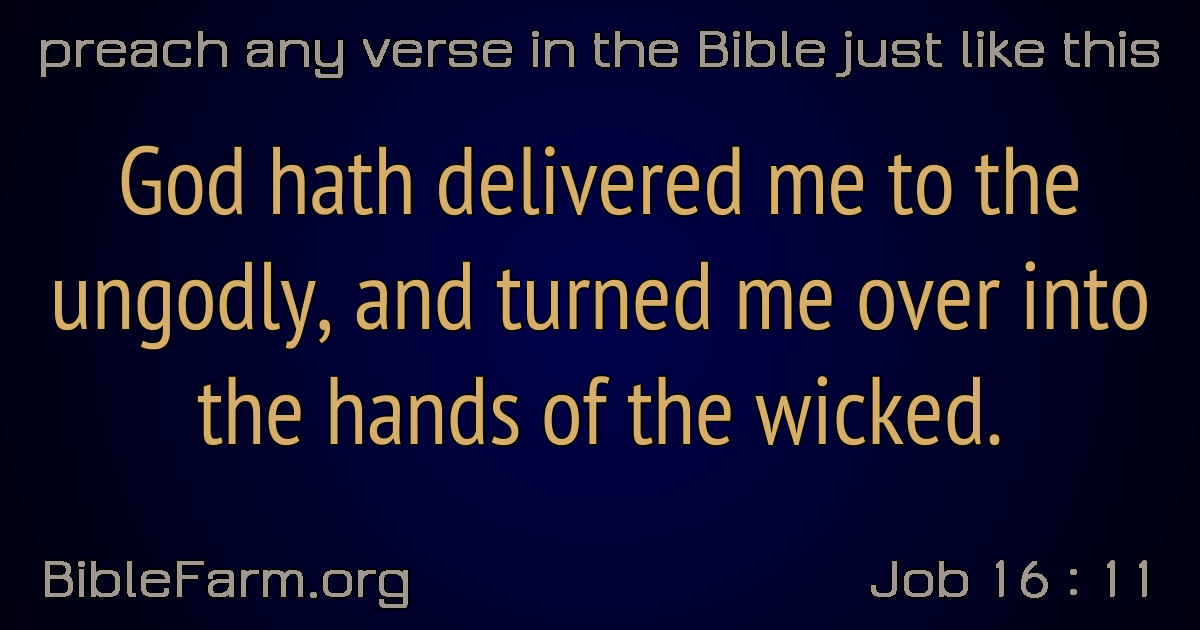 preach any verse in the Bible just like this
God hath delivered me to the
ungodly, and turned me over into
the hands of the wicked.
BibleFarm.org
Job 16 : 11